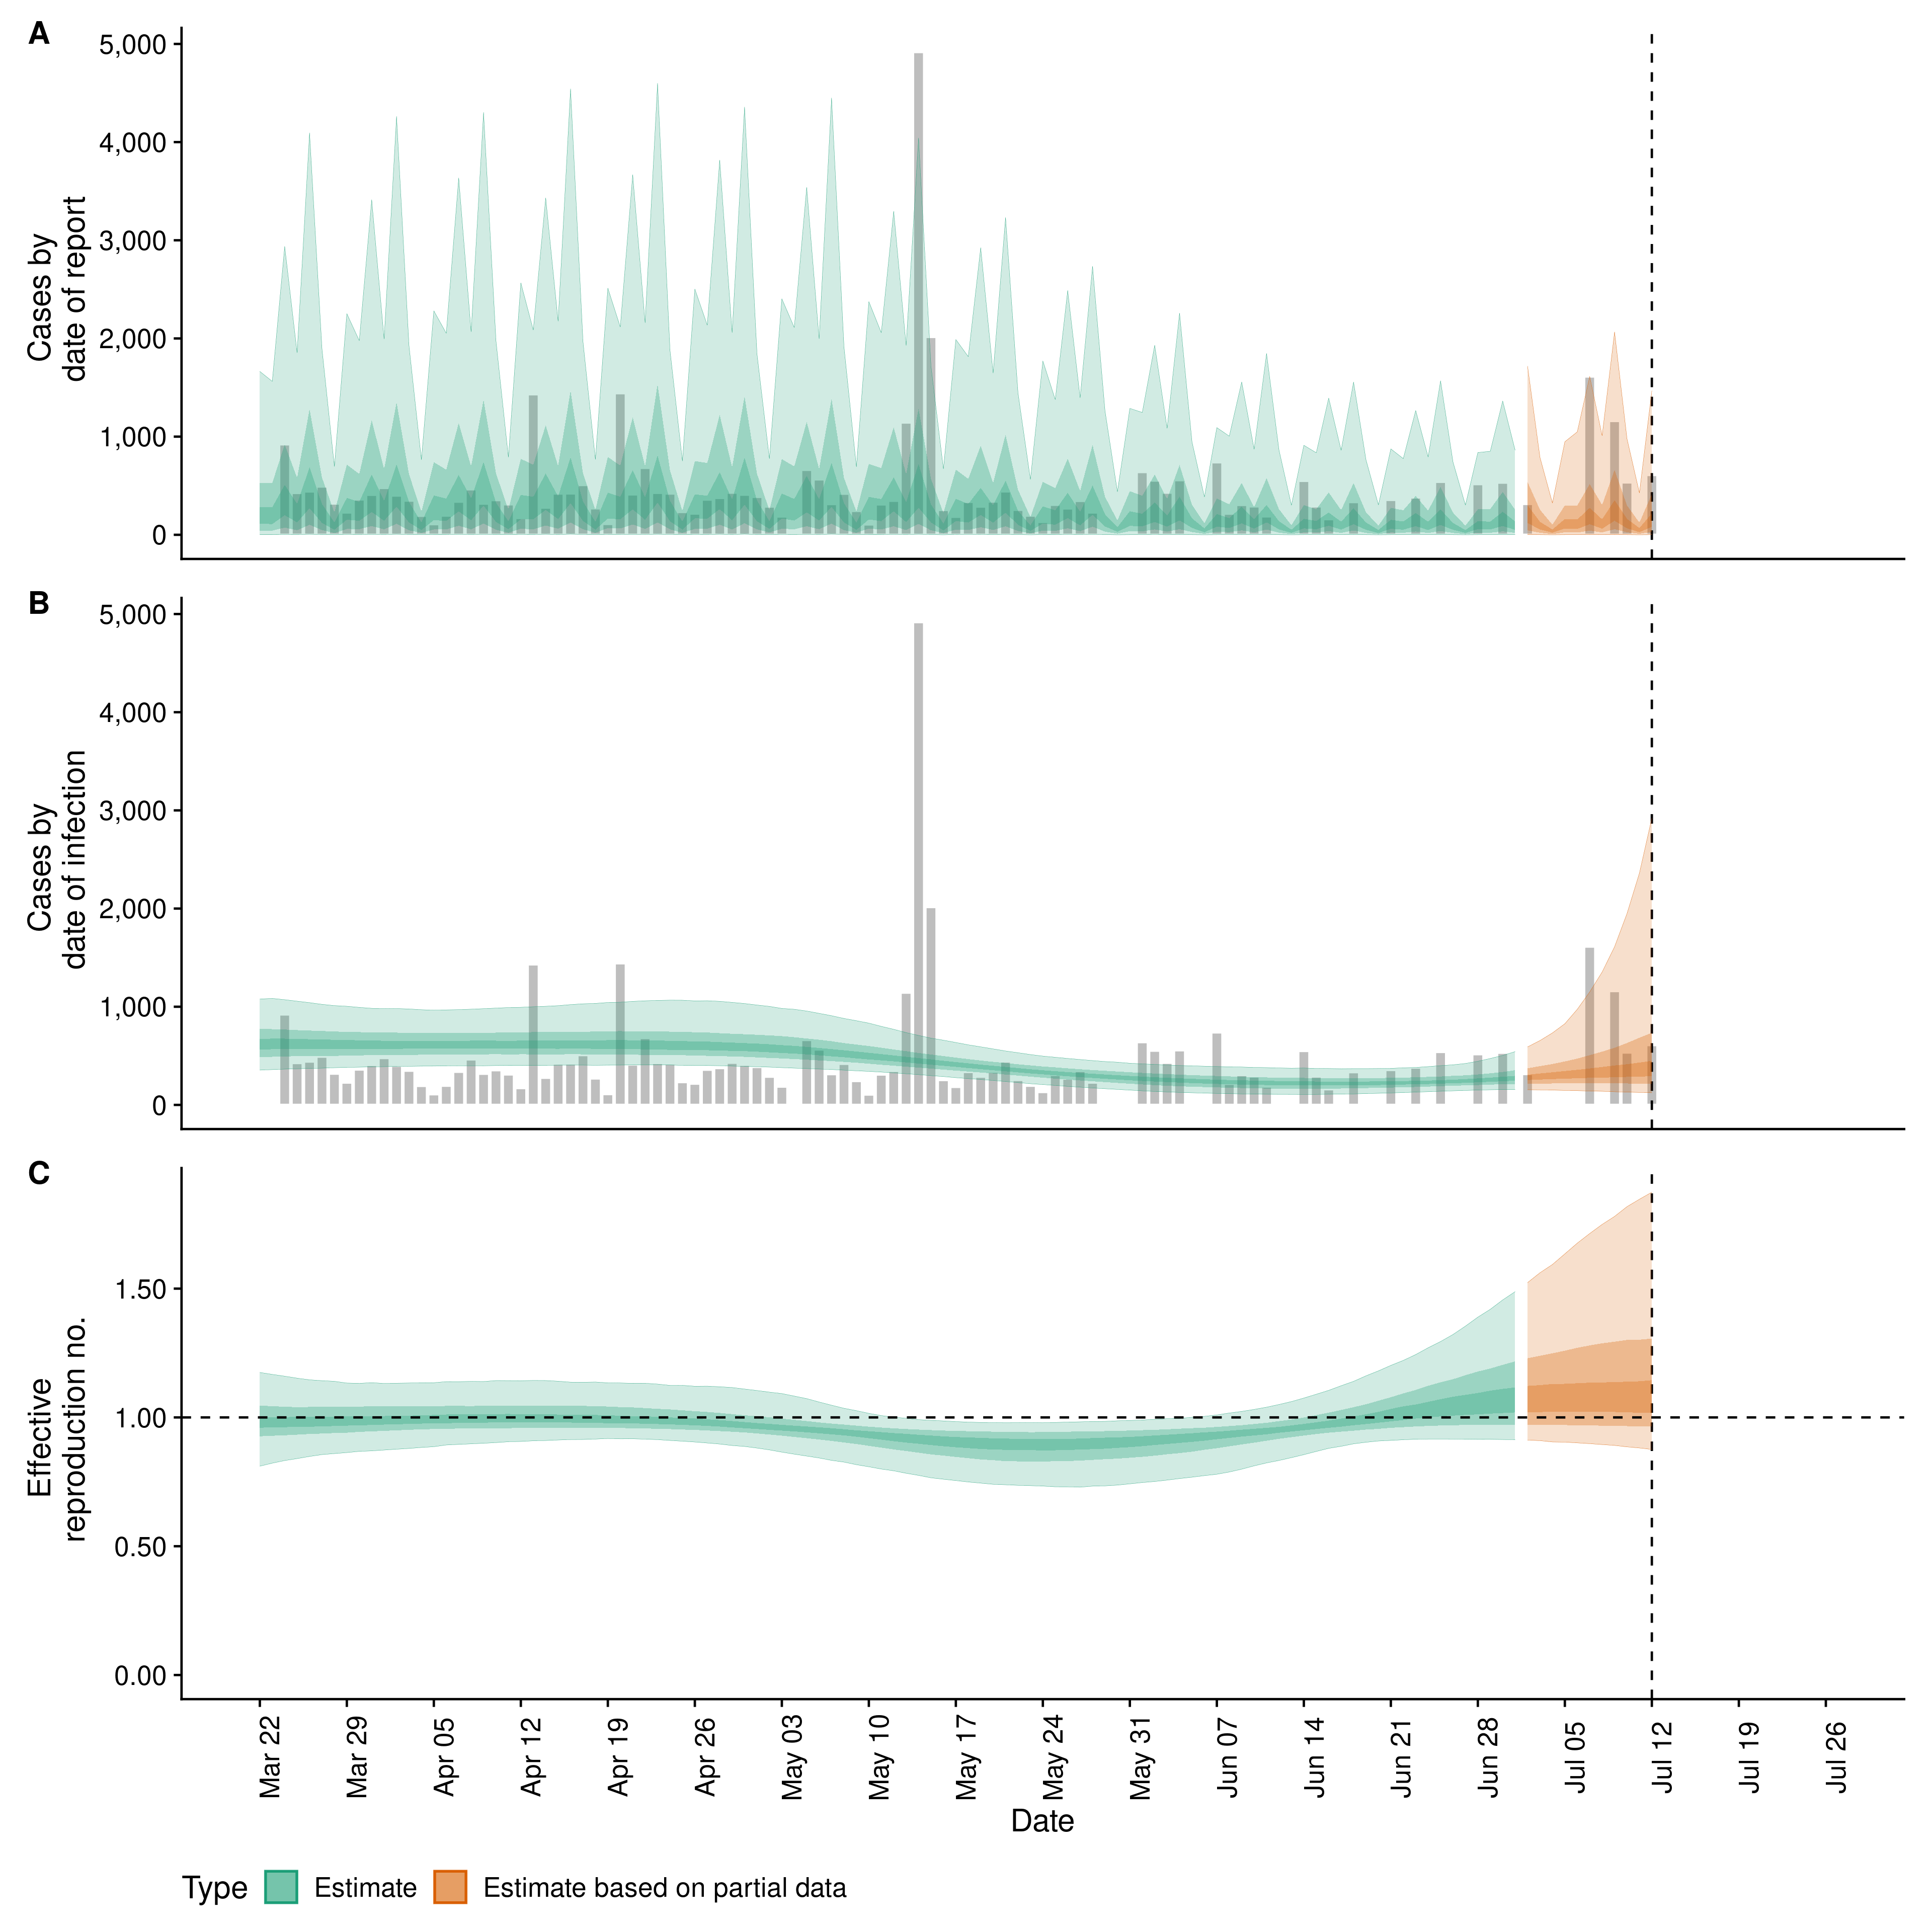 A
5,000
4,000
3,000
2,000
1,000
0
Cases by
date of report
B
5,000
4,000
3,000
2,000
1,000
0
Cases by
date of infection
C
1.50
1.00
0.50
0.00
Effective
reproduction no.
Mar 22
Mar 29
Apr 05
Apr 12
Apr 19
Apr 26
May 03
May 10
May 17
May 24
May 31
Jun 07
Jun 14
Jun 21
Jun 28
Jul 05
Jul 12
Jul 19
Jul 26
Date
Type Estimate Estimate based on partial data